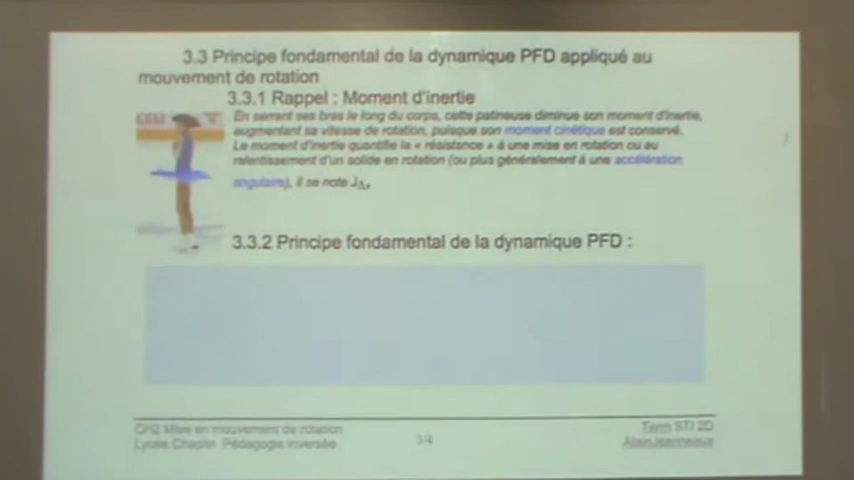 3.3 Principe fondamental de la dynamique PFD appliqué au
mouvement de rotation
3.3.1 Rappel : Moment d'inertie
En serrant ses bras le long du corps, cette patineuse diminue son moment d'inertie,
augmentant sa vitesse de rotation, puisque son moment cinétique est conservé.
Le moment d'inertie quantifie la « résistance » à une mise en rotation ou au
ralentissement d'un solide en rotation (ou plus généralement à une accélération
angulaire), il se note JΔ.
3.3.2 Principe fondamental de la dynamique PFD :
CH2 Mise en mouvement de rotation
Term STI 2D
Lycée Chaplin Pédagogie inversée
3/4